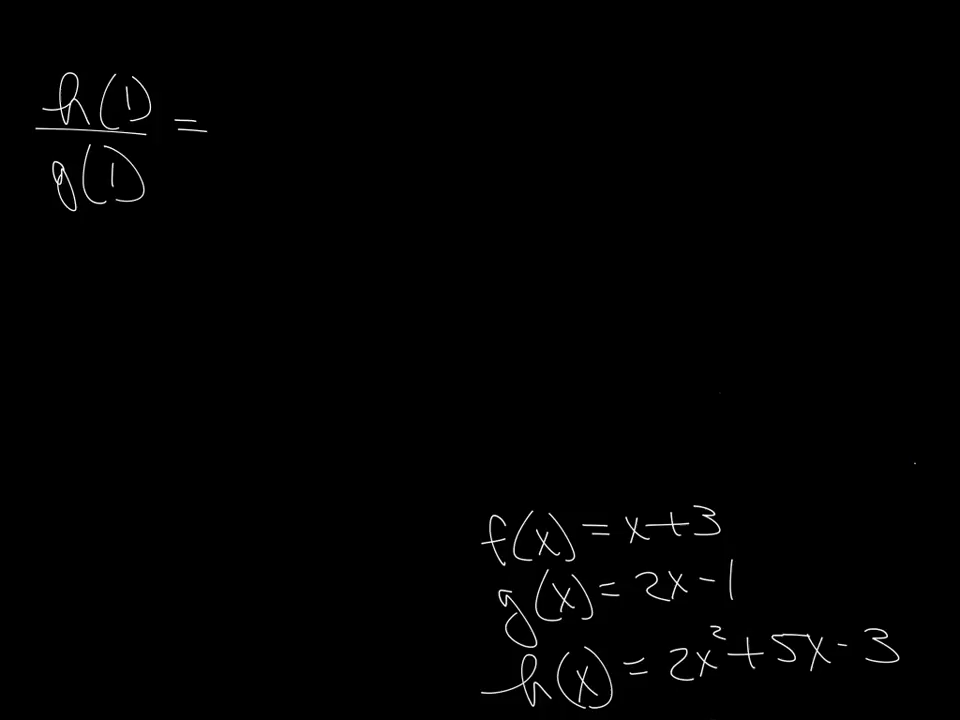 h(1)
g(1) =
f(x) = x+3
g(x) = 2x-1
h(x) = 2x²+5x-3